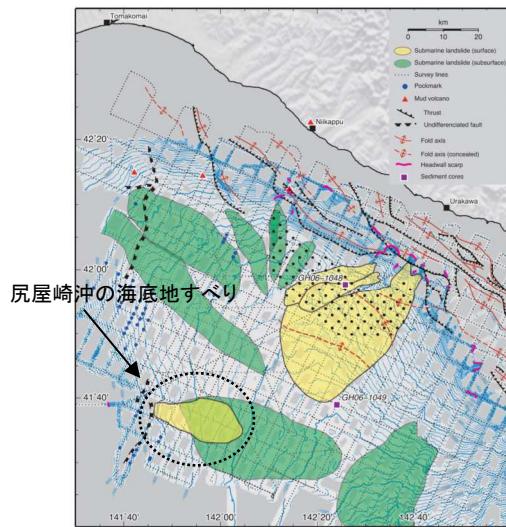 Tomakomai
km
0 10 20
Submarine landslide (surface)
Submarine landslide (subsurface)
Survey lines
Pockmark
Mud volcano
Thrust
Undifferenciated fault
Fold axis
Fold axis (concealed)
Headwall scarp
Sediment cores
Niikappu
42˚20'
Urakawa
42˚00'
GH06-1048
尻屋崎沖の海底地すべり
41˚40'
GH06-1049
141˚40' 142˚00' 142˚20' 142˚40'